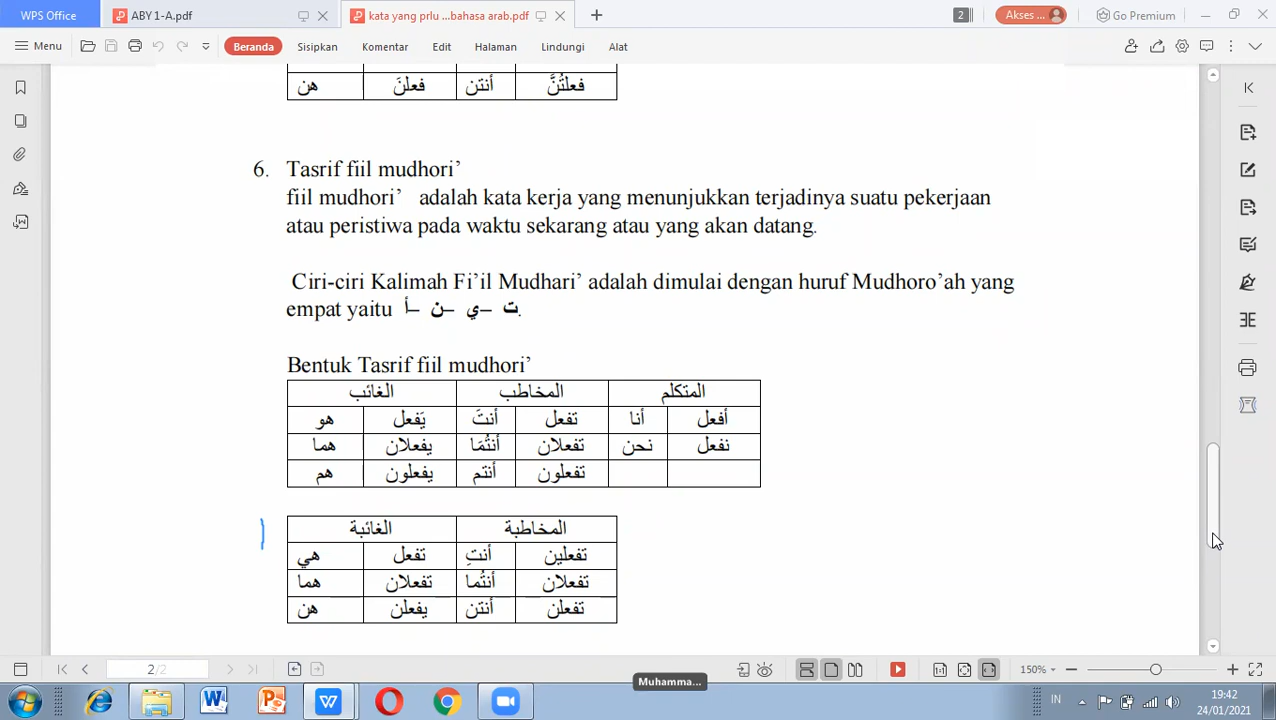 WPS Office ABY 1-A.pdf kata yang prlu ...bahasa arab.pdf 2 Akses ... Go Premium
Menu Beranda Sisipkan Komentar Edit Halaman Lindungi Alat
هن فعلنَ أنتن فعلتُنَّ
6. Tasrif fiil mudhori’
fiil mudhori’ adalah kata kerja yang menunjukkan terjadinya suatu pekerjaan
atau peristiwa pada waktu sekarang atau yang akan datang.
Ciri-ciri Kalimah Fi’il Mudhari’ adalah dimulai dengan huruf Mudhoro’ah yang
empat yaitu أ– ن– ي– ت.
Bentuk Tasrif fiil mudhori’
الغائب المخاطب المتكلم
هو يَفعل أنتَ تفعل أنا أفعل
هما يفعلان أنتُمَا تفعلان نحن نفعل
هم يفعلون أنتم تفعلون
الغائبة المخاطبة
هي تفعل أنتِ تفعلين
هما تفعلان أنتُما تفعلان
هن يفعلن أنتن تفعلن
2/2 150%
Muhamma...
IN 19:42
24/01/2021